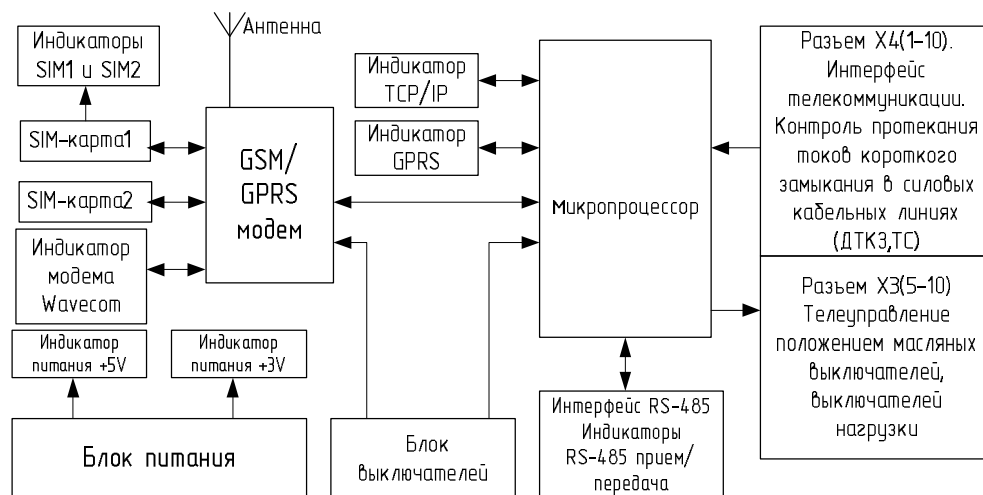 Антенна
Индикаторы
SIM1 и SIM2
SIM-карта1
SIM-карта2
Индикатор
модема
Wavecom
GSM/
GPRS
модем
Индикатор
питания +5V
Индикатор
питания +3V
Блок питания
Блок
выключателей
Индикатор
TCP/IP
Индикатор
GPRS
микропроцессор
Интерфейс RS-485
Индикаторы
RS-485 прием/
передача
Разъем X4(1-10).
Интерфейс
телекоммуникации.
Контроль протекания
токов короткого
замыкания в силовых
кабельных линиях
(ДТКЗ,ТС)
Разъем X3(5-10)
Телеуправление
положением масляных
выключателей,
выключателей
нагрузки